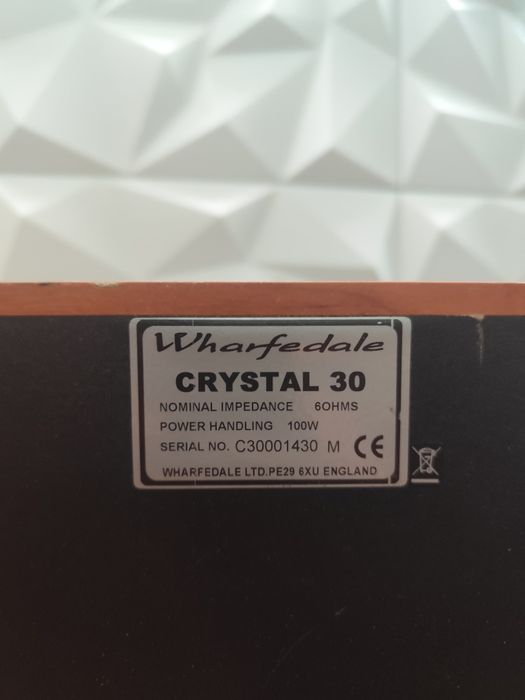 Wharfedale
CRYSTAL 30
NOMINAL IMPEDANCE 6OHMS
POWER HANDLING 100W
SERIAL NO. C30001430 M CE
WHARFEDALE LTD.PE29 6XU ENGLAND